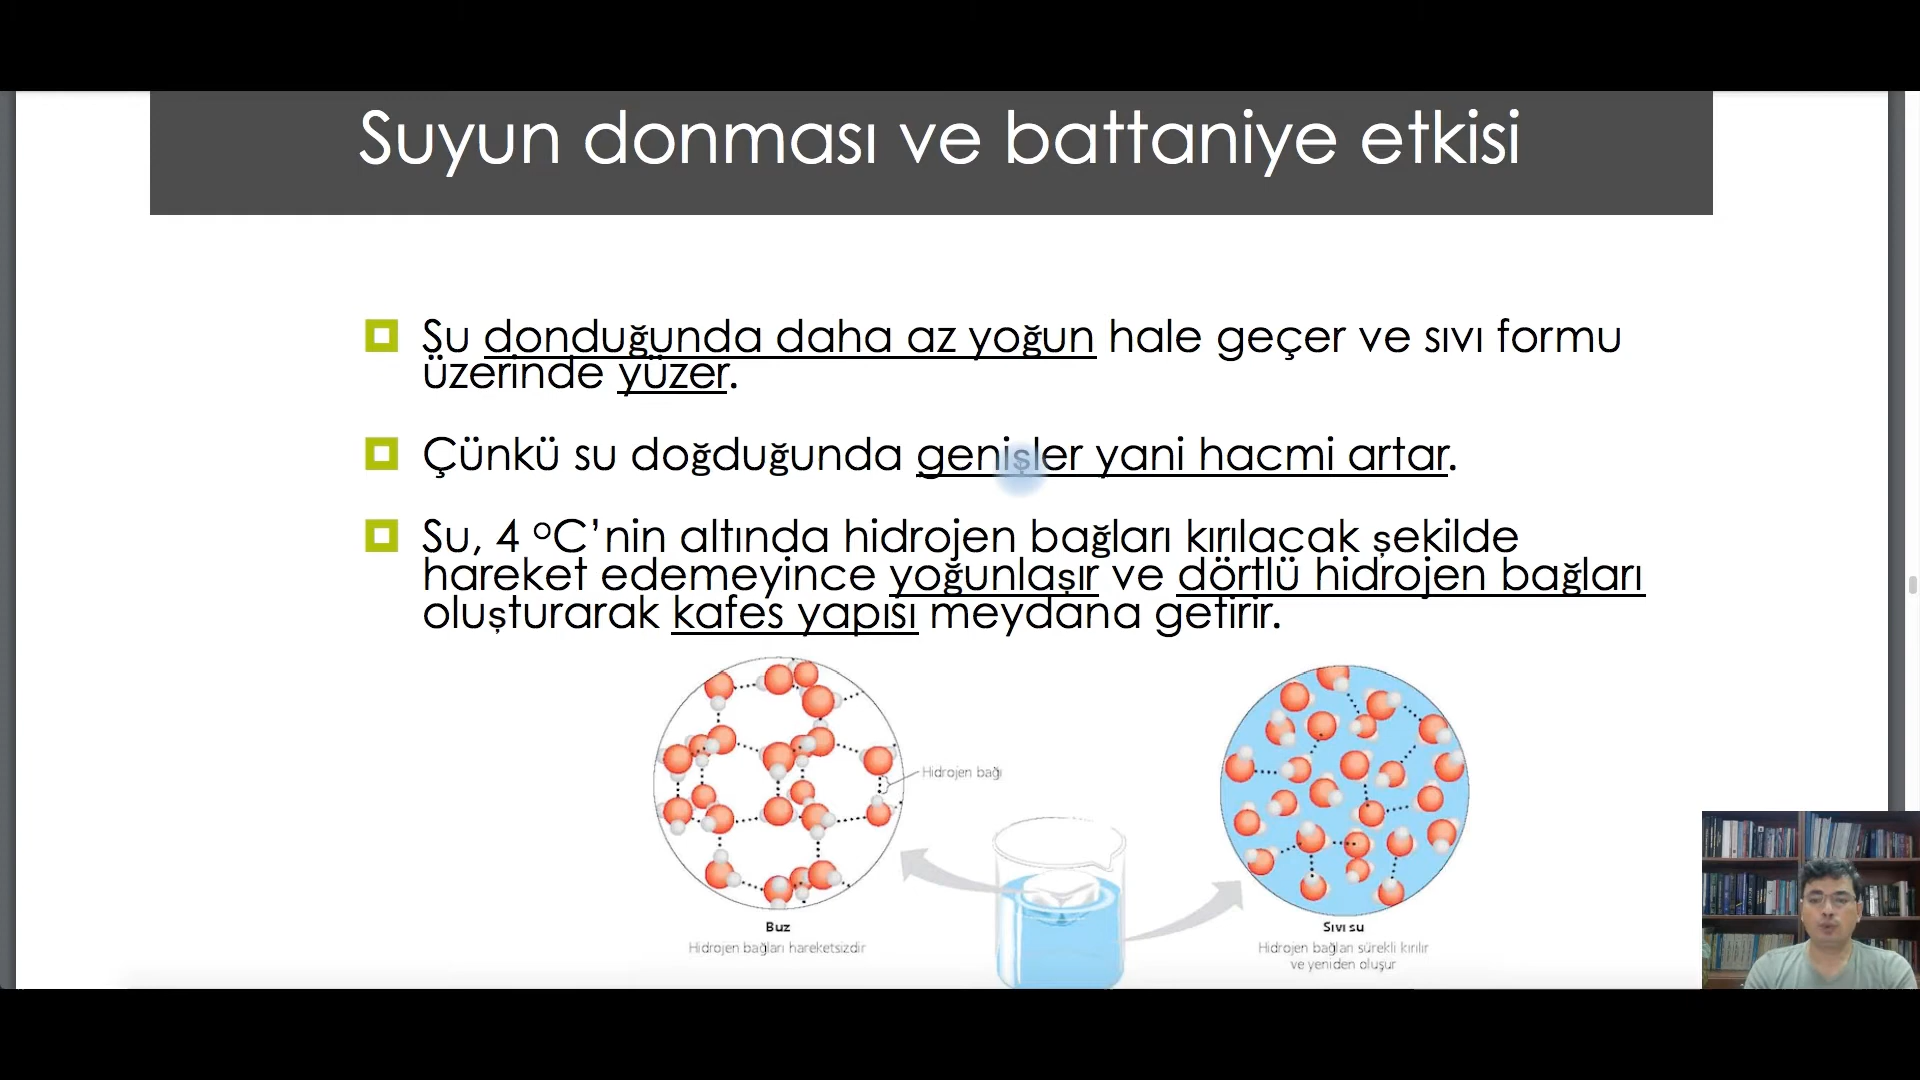 Suyun donması ve battaniye etkisi
Su donduğunda daha az yoğun hale geçer ve sıvı formu
üzerinde yüzer.
Çünkü su doğduğunda genişler yani hacmi artar.
Su, 4 °C’nin altında hidrojen bağları kırılacak şekilde
hareket edemeyince yoğunlaşır ve dörtlü hidrojen bağları
oluşturarak kafes yapısı meydana getirir.
Hidrojen bağı
Buz
Hidrojen bağları hareketsizdir
Sıvı su
Hidrojen bağları sürekli kırılır
ve yeniden oluşur